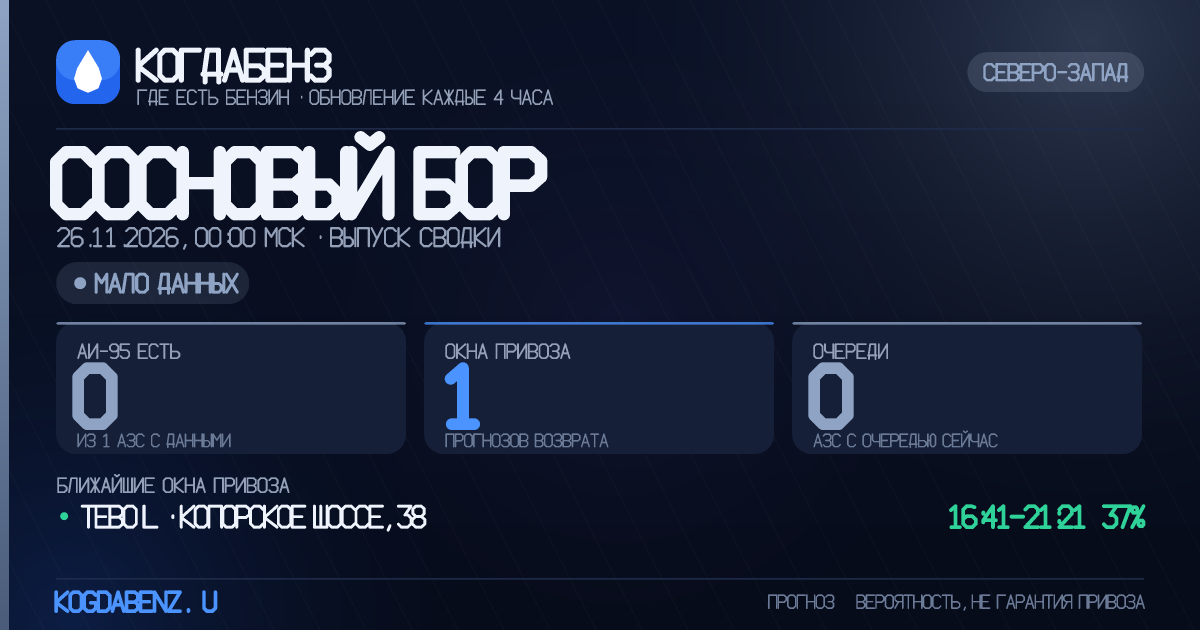 КОГДАБЕНЗ
ГДЕ ЕСТЬ БЕНЗИН · ОБНОВЛЕНИЕ КАЖДЫЕ 4 ЧАСА
СЕВЕРО-ЗАПАД
СОСНОВЫЙ БОР
26.11.2026, 00:00 МСК · ВЫПУСК СВОДКИ
• МАЛО ДАННЫХ
АИ-95 ЕСТЬ
0
ИЗ 1 АЗС С ДАННЫМИ
ОКНА ПРИВОЗА
1
ПРОГНОЗОВ ВОЗВРАТА
ОЧЕРЕДИ
0
АЗС С ОЧЕРЕДЬЮ СЕЙЧАС
БЛИЖАЙШИЕ ОКНА ПРИВОЗА
• TEBO L · КОПОРСКОЕ ШОССЕ, 38
16:41-21:21 37%
KOGDABENZ. U
ПРОГНОЗ ВЕРОЯТНОСТЬ, НЕ ГАРАНТИЯ ПРИВОЗА